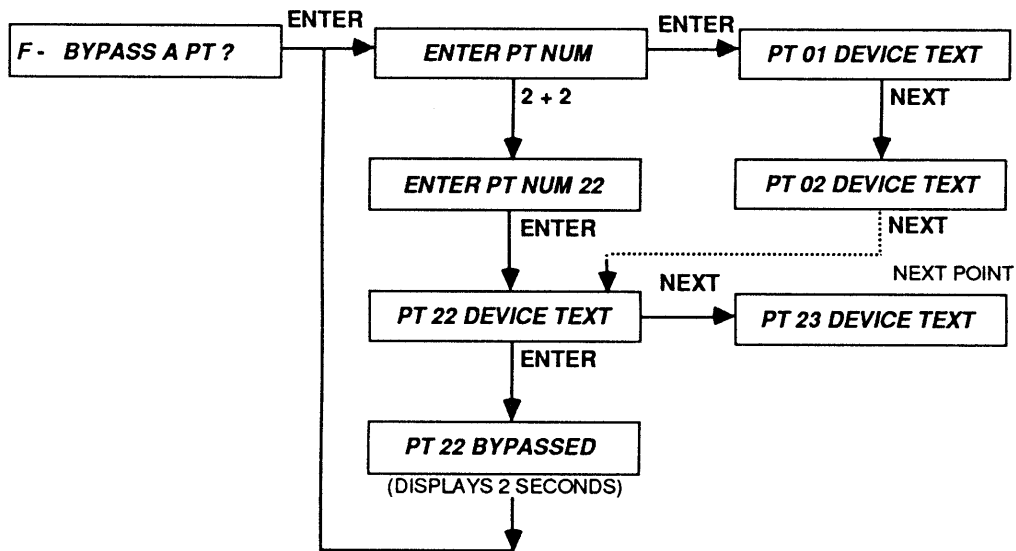 ENTER
ENTER
F - BYPASS A PT ?
ENTER PT NUM
PT 01 DEVICE TEXT
2 + 2
NEXT
ENTER PT NUM 22
PT 02 DEVICE TEXT
ENTER
NEXT
NEXT POINT
NEXT
PT 22 DEVICE TEXT
PT 23 DEVICE TEXT
ENTER
PT 22 BYPASSED
(DISPLAYS 2 SECONDS)